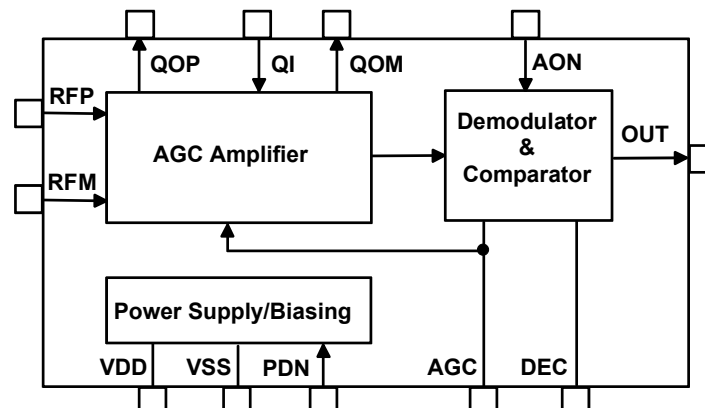 QOP
QI
QOM
AON
RFP
RFM
AGC Amplifier
Demodulator
&
Comparator
OUT
Power Supply/Biasing
VDD
VSS
PDN
AGC
DEC